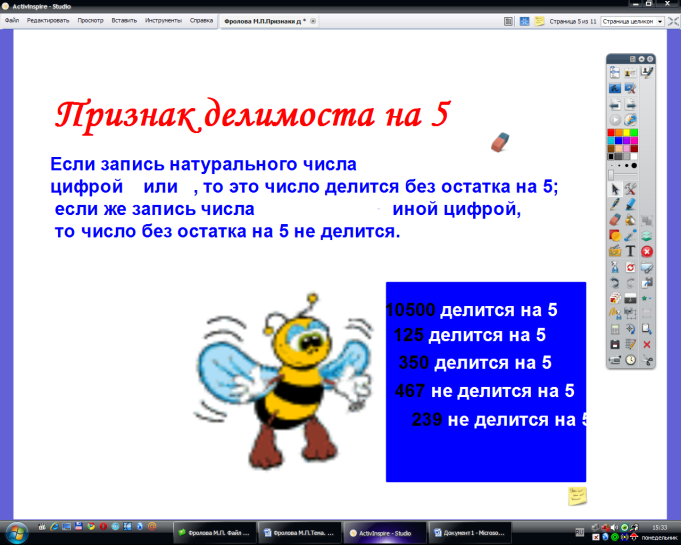 ActivInspire - Studio
Файл Редактировать Просмотр Вставить Инструменты Справка Фролова М.П.Признаки д * Страница 5 из 11 Страница целиком
Признак делимоста на 5
Если запись натурального числа
цифрой или , то это число делится без остатка на 5;
если же запись числа иной цифрой,
то число без остатка на 5 не делится.
10500 делится на 5
125 делится на 5
350 делится на 5
467 не делится на 5
239 не делится на 5
Фролова М.П. Файл ... Фролова М.П.Тема. ... ActivInspire - Studio Документ 1 - Microso... 15:33
понедельник